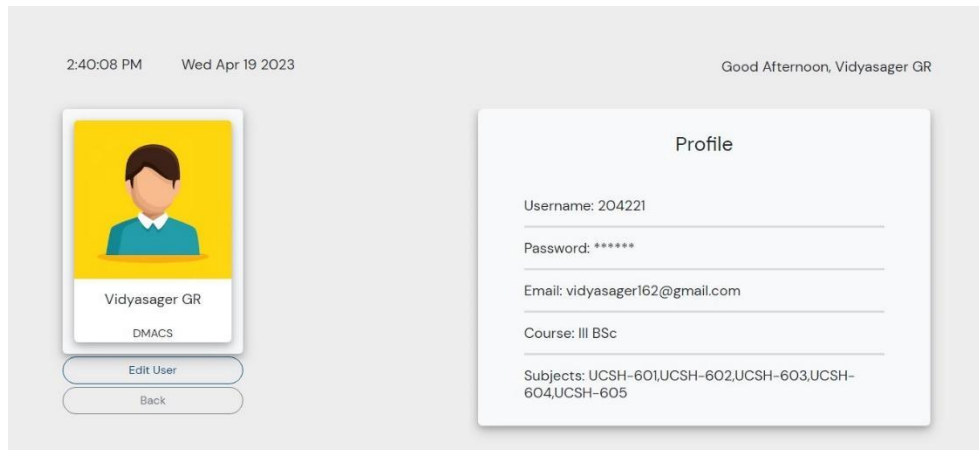 2:40:08 PM Wed Apr 19 2023
Good Afternoon, Vidyasager GR
Vidyasager GR
DMACS
Edit User
Back
Profile
Username: 204221
Password: ******
Email: vidyasager162@gmail.com
Course: III BSc
Subjects: UCSH-601,UCSH-602,UCSH-603,UCSH-
604,UCSH-605